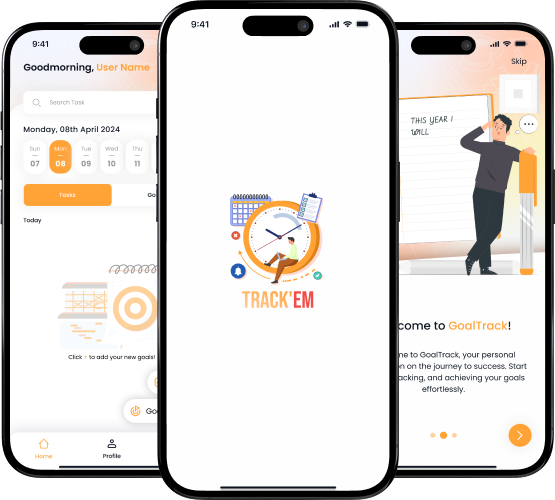 9:41
Goodmorning, User Name
Search Task
Monday, 08th April 2024
Sun Mon Tue Wed Thu
07 08 09 10 11
Tasks Go
Today
Click ↑ to add your new goals!
Go
Home Profile
9:41
TRACK'EM
Skip
THIS YEAR I
WILL
come to GoalTrack!
me to GoalTrack, your personal
on on the journey to success. Start
acking, and achieving your goals
effortlessly.